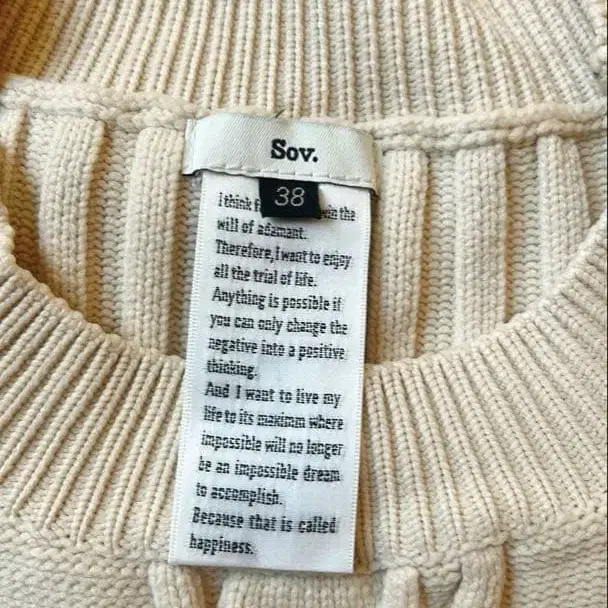 Sov.
38
I think in the
will of adamant.
Therefore,I want to enjoy
all the trial of life.
Anything is possible if
you can only change the
negative into a positive
thinking.
And I want to live my
life to its maximm where
impossible will no longer
be an impossible dream
to accomplish.
Because that is called
happiness.